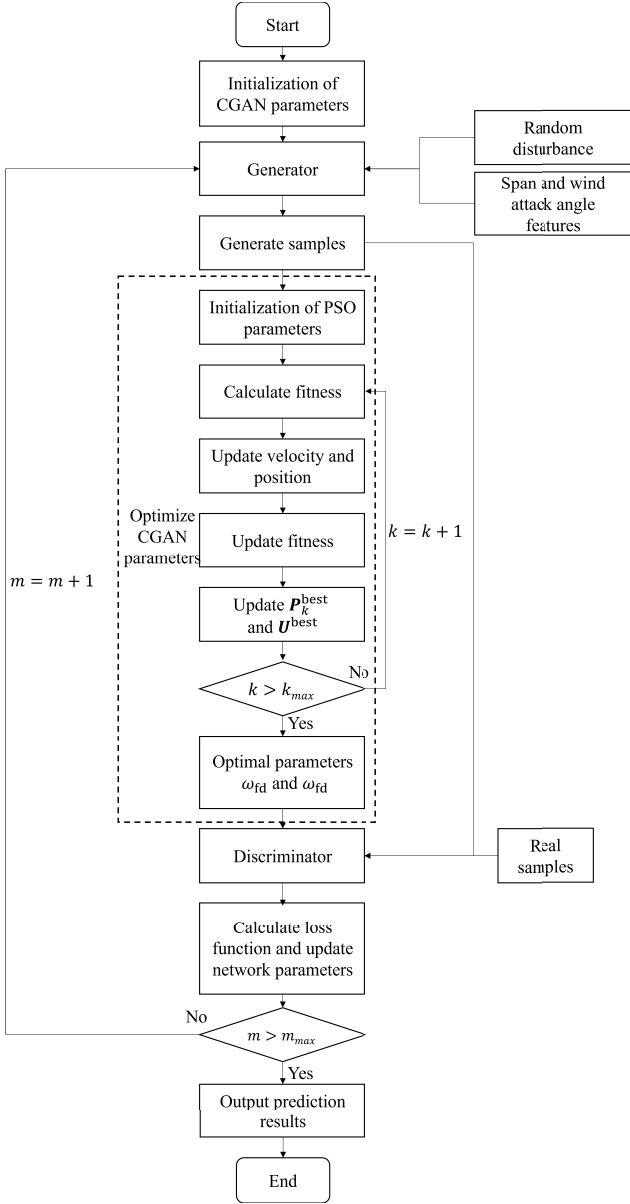 Start
Initialization of
CGAN parameters
Random
disturbance
Generator
Span and wind
attack angle
features
Generate samples
Initialization of PSO
parameters
Calculate fitness
Update velocity and
position
Optimize
CGAN
parameters
Update fitness
k = k + 1
m = m + 1
Update P_k^best
and U^best
No
k > k_max
Yes
Optimal parameters
ω_fd and ω_fd
Discriminator
Real
samples
Calculate loss
function and update
network parameters
No
m > m_max
Yes
Output prediction
results
End